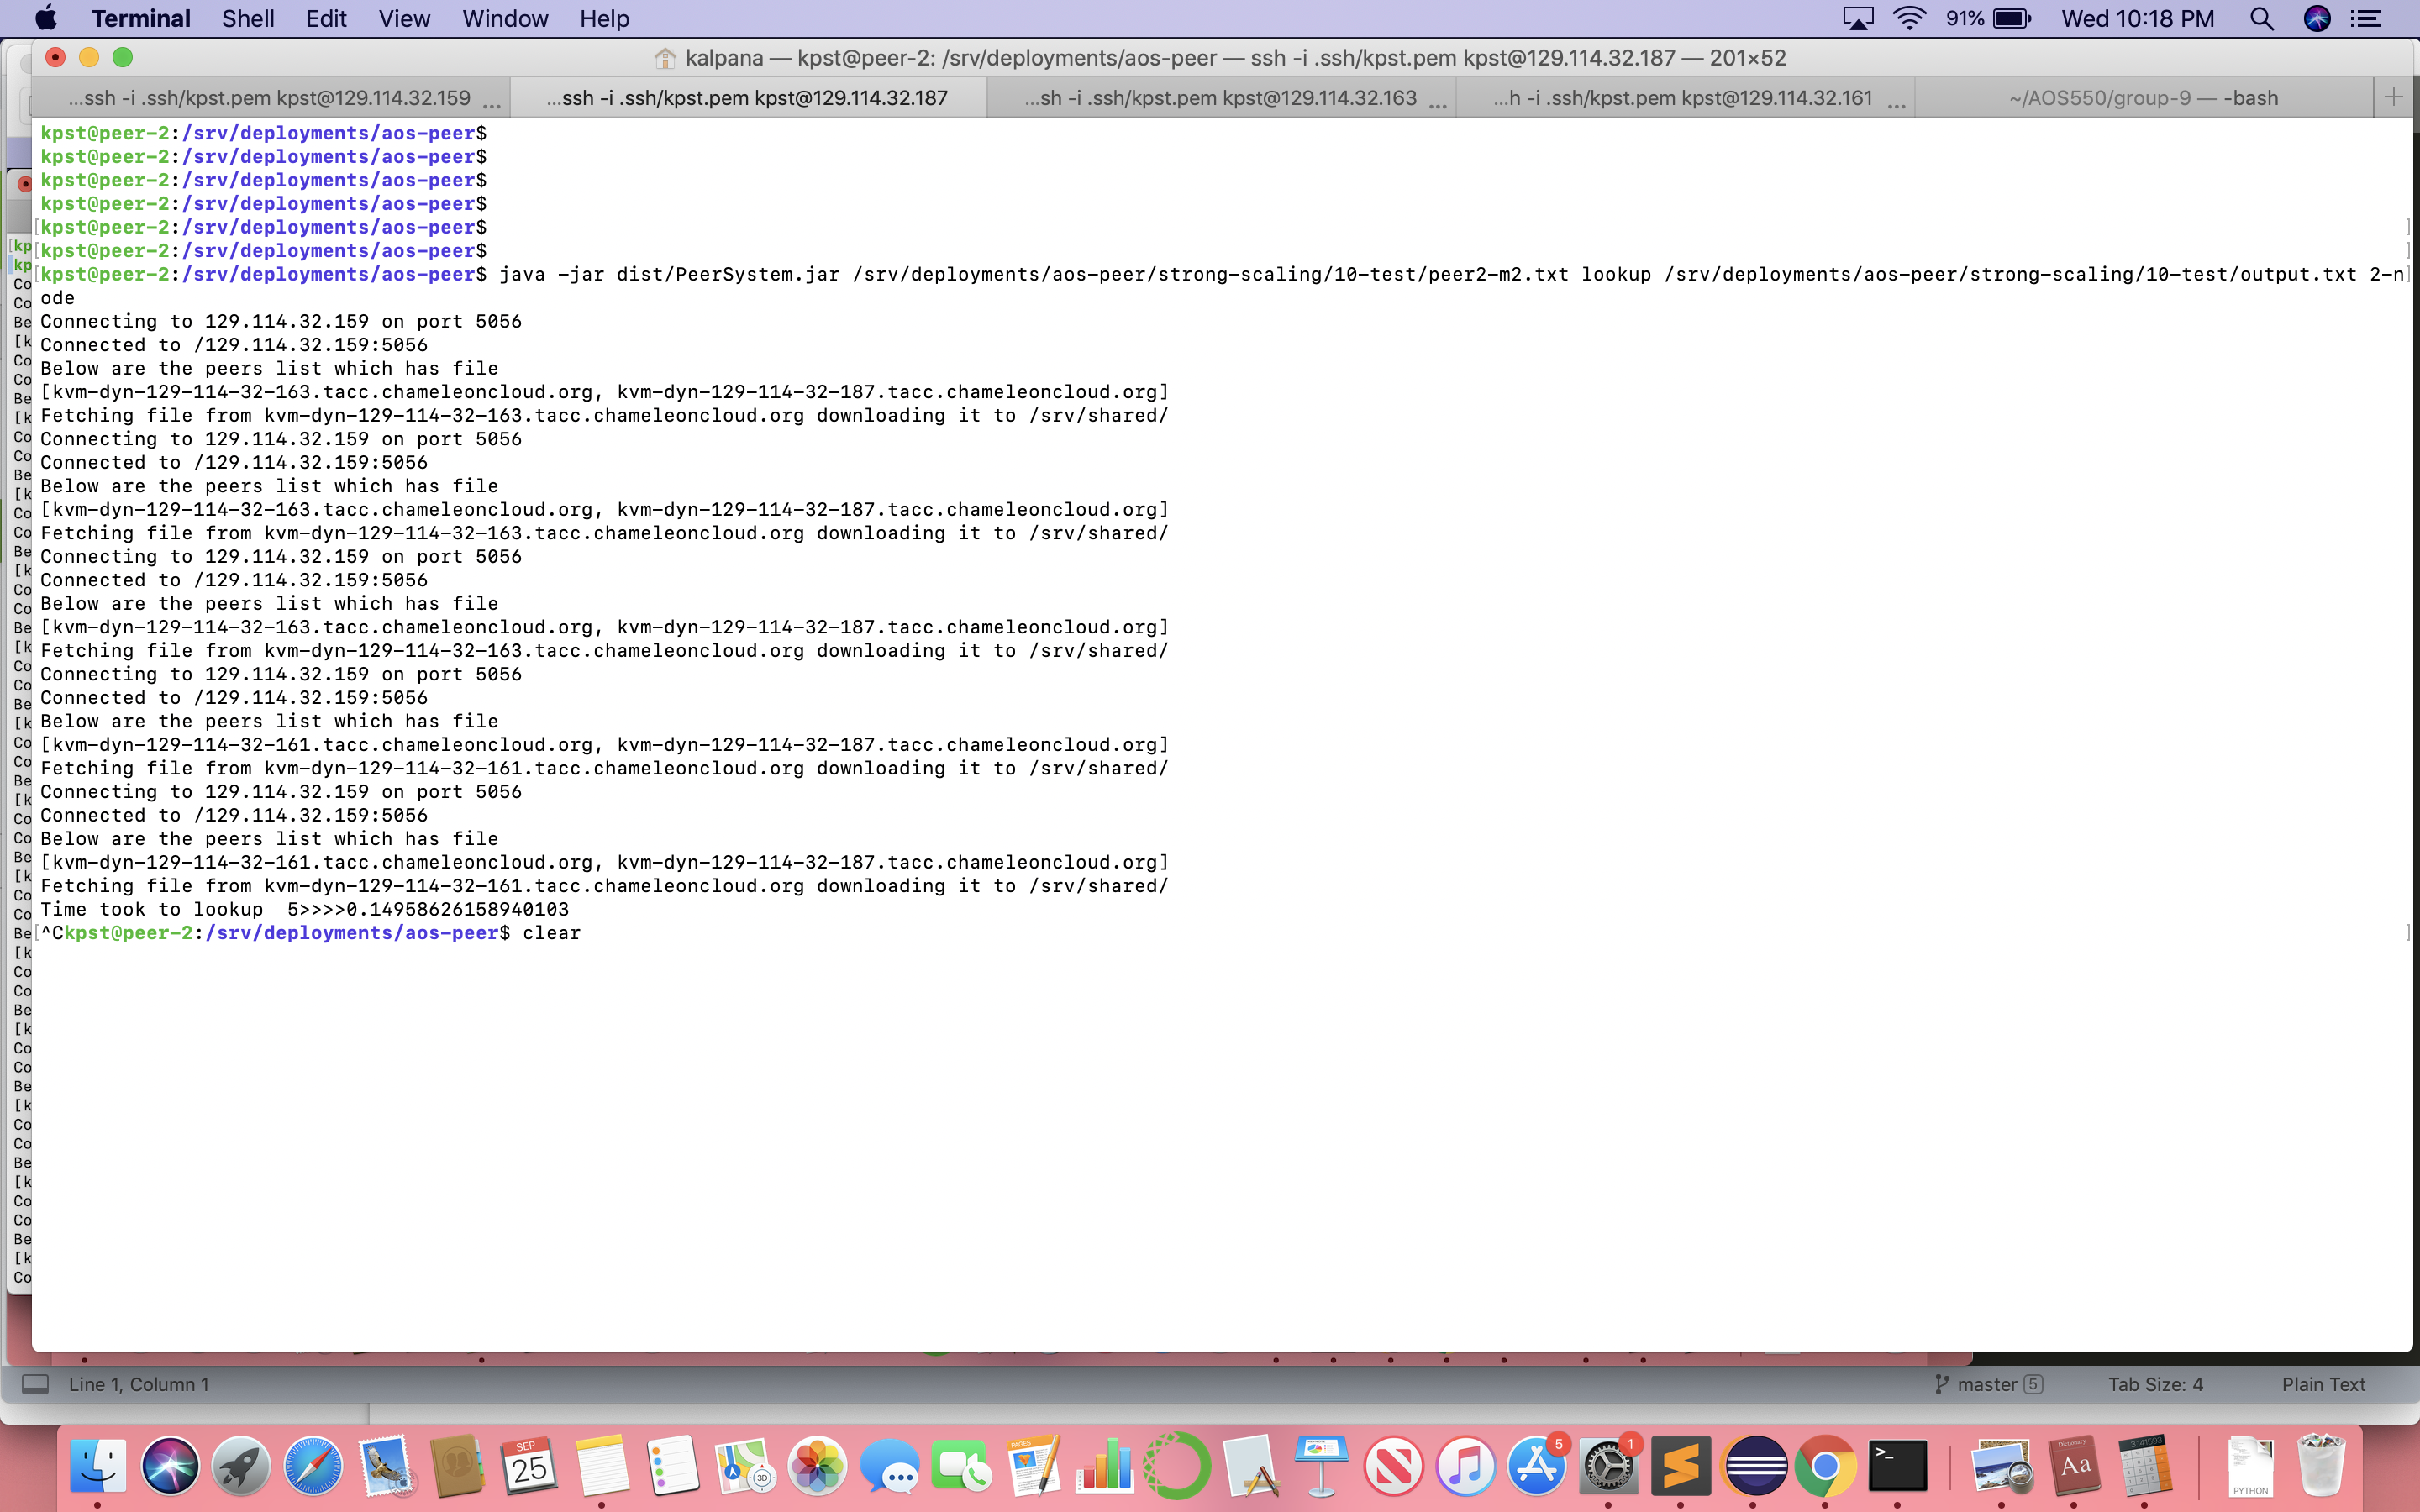 Terminal Shell Edit View Window Help 91% Wed 10:18 PM
kalpana — kpst@peer-2: /srv/deployments/aos-peer — ssh -i .ssh/kpst.pem kpst@129.114.32.187 — 201×52
...ssh -i .ssh/kpst.pem kpst@129.114.32.159 ... ...ssh -i .ssh/kpst.pem kpst@129.114.32.187 ...sh -i .ssh/kpst.pem kpst@129.114.32.163 ... ...h -i .ssh/kpst.pem kpst@129.114.32.161 ... ~/AOS550/group-9 — -bash +
kpst@peer-2:/srv/deployments/aos-peer$
kpst@peer-2:/srv/deployments/aos-peer$
kpst@peer-2:/srv/deployments/aos-peer$
kpst@peer-2:/srv/deployments/aos-peer$
[kpst@peer-2:/srv/deployments/aos-peer$ ]
[kpst@peer-2:/srv/deployments/aos-peer$ ]
[kpst@peer-2:/srv/deployments/aos-peer$ java -jar dist/PeerSystem.jar /srv/deployments/aos-peer/strong-scaling/10-test/peer2-m2.txt lookup /srv/deployments/aos-peer/strong-scaling/10-test/output.txt 2-n]
ode
Connecting to 129.114.32.159 on port 5056
Connected to /129.114.32.159:5056
Below are the peers list which has file
[kvm-dyn-129-114-32-163.tacc.chameleoncloud.org, kvm-dyn-129-114-32-187.tacc.chameleoncloud.org]
Fetching file from kvm-dyn-129-114-32-163.tacc.chameleoncloud.org downloading it to /srv/shared/
Connecting to 129.114.32.159 on port 5056
Connected to /129.114.32.159:5056
Below are the peers list which has file
[kvm-dyn-129-114-32-163.tacc.chameleoncloud.org, kvm-dyn-129-114-32-187.tacc.chameleoncloud.org]
Fetching file from kvm-dyn-129-114-32-163.tacc.chameleoncloud.org downloading it to /srv/shared/
Connecting to 129.114.32.159 on port 5056
Connected to /129.114.32.159:5056
Below are the peers list which has file
[kvm-dyn-129-114-32-163.tacc.chameleoncloud.org, kvm-dyn-129-114-32-187.tacc.chameleoncloud.org]
Fetching file from kvm-dyn-129-114-32-163.tacc.chameleoncloud.org downloading it to /srv/shared/
Connecting to 129.114.32.159 on port 5056
Connected to /129.114.32.159:5056
Below are the peers list which has file
[kvm-dyn-129-114-32-161.tacc.chameleoncloud.org, kvm-dyn-129-114-32-187.tacc.chameleoncloud.org]
Fetching file from kvm-dyn-129-114-32-161.tacc.chameleoncloud.org downloading it to /srv/shared/
Connecting to 129.114.32.159 on port 5056
Connected to /129.114.32.159:5056
Below are the peers list which has file
[kvm-dyn-129-114-32-161.tacc.chameleoncloud.org, kvm-dyn-129-114-32-187.tacc.chameleoncloud.org]
Fetching file from kvm-dyn-129-114-32-161.tacc.chameleoncloud.org downloading it to /srv/shared/
Time took to lookup  5>>>>0.14958626158940103
[^Ckpst@peer-2:/srv/deployments/aos-peer$ clear ]
Line 1, Column 1 master 5 Tab Size: 4 Plain Text
SEP
25
3D
PAGES
5
1
>_
Dictionary
Aa
PYTHON